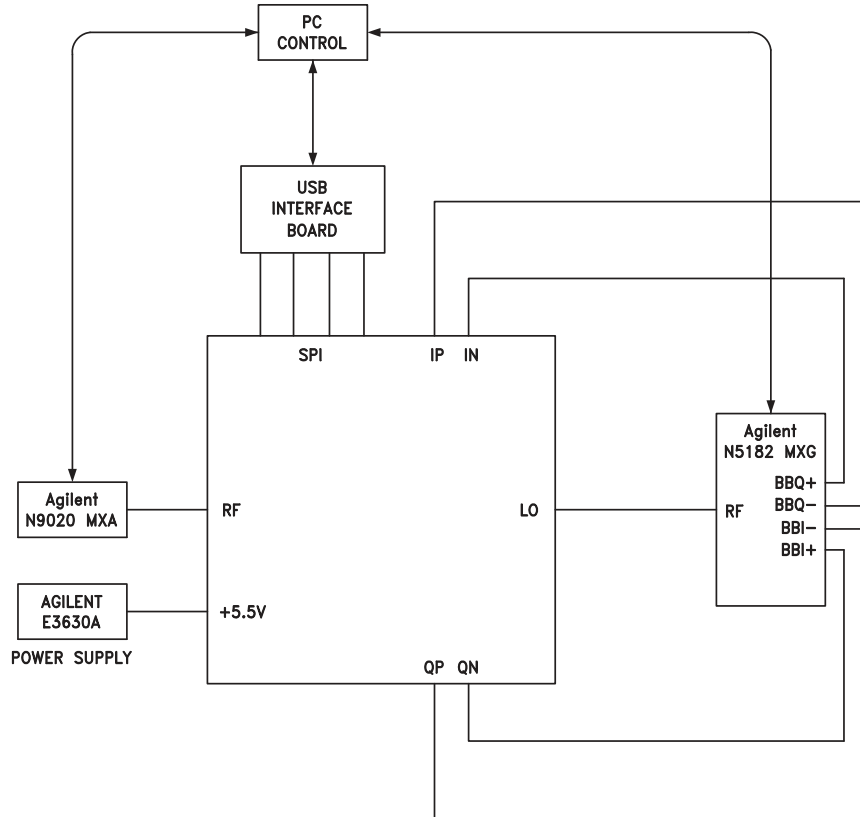 PC
CONTROL
USB
INTERFACE
BOARD
SPI
IP IN
Agilent
N5182 MXG
BBQ+
BBQ−
BBI−
BBI+
RF
LO
RF
Agilent
N9020 MXA
+5.5V
AGILENT
E3630A
POWER SUPPLY
QP QN